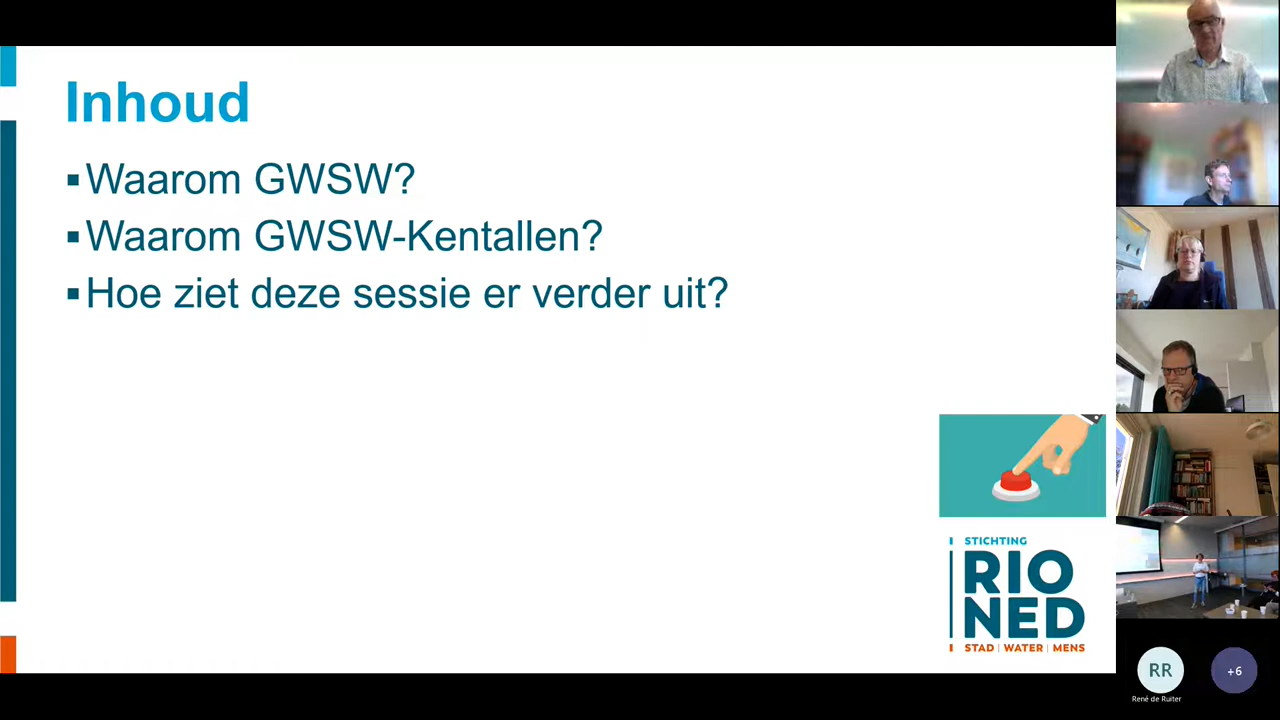 Inhoud
▪Waarom GWSW?
▪Waarom GWSW-Kentallen?
▪Hoe ziet deze sessie er verder uit?
STICHTING
RIO
NED
STAD | WATER | MENS
RR
René de Ruiter
+6